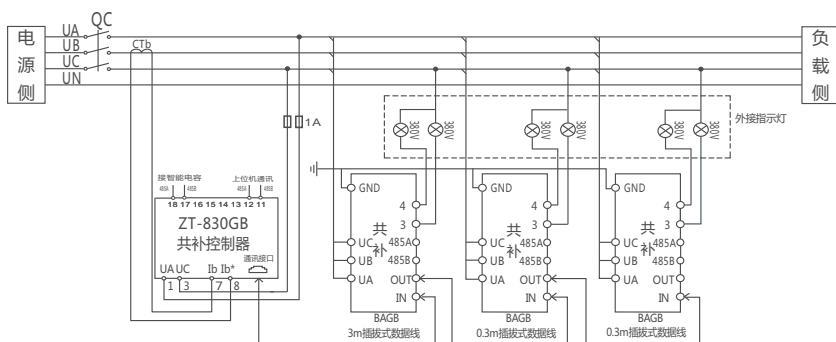 电源侧
UA
UB
UC
UN
QC
CTb
负载侧
1A
380V
380V
380V
380V
380V
380V
外接指示灯
接智能电容
485A 485B
上位机通讯
485A 485B
18 17 16 15 14 13 12 11
ZT-830GB
共补控制器
通讯接口
UA UC Ib Ib*
1 3 7 8
GND
共补
4
3
UC
UB
UA
485A
485B
OUT
IN
BAGB
3m插拔式数据线
GND
共补
4
3
UC
UB
UA
485A
485B
OUT
IN
BAGB
0.3m插拔式数据线
GND
共补
4
3
UC
UB
UA
485A
485B
OUT
IN
BAGB
0.3m插拔式数据线